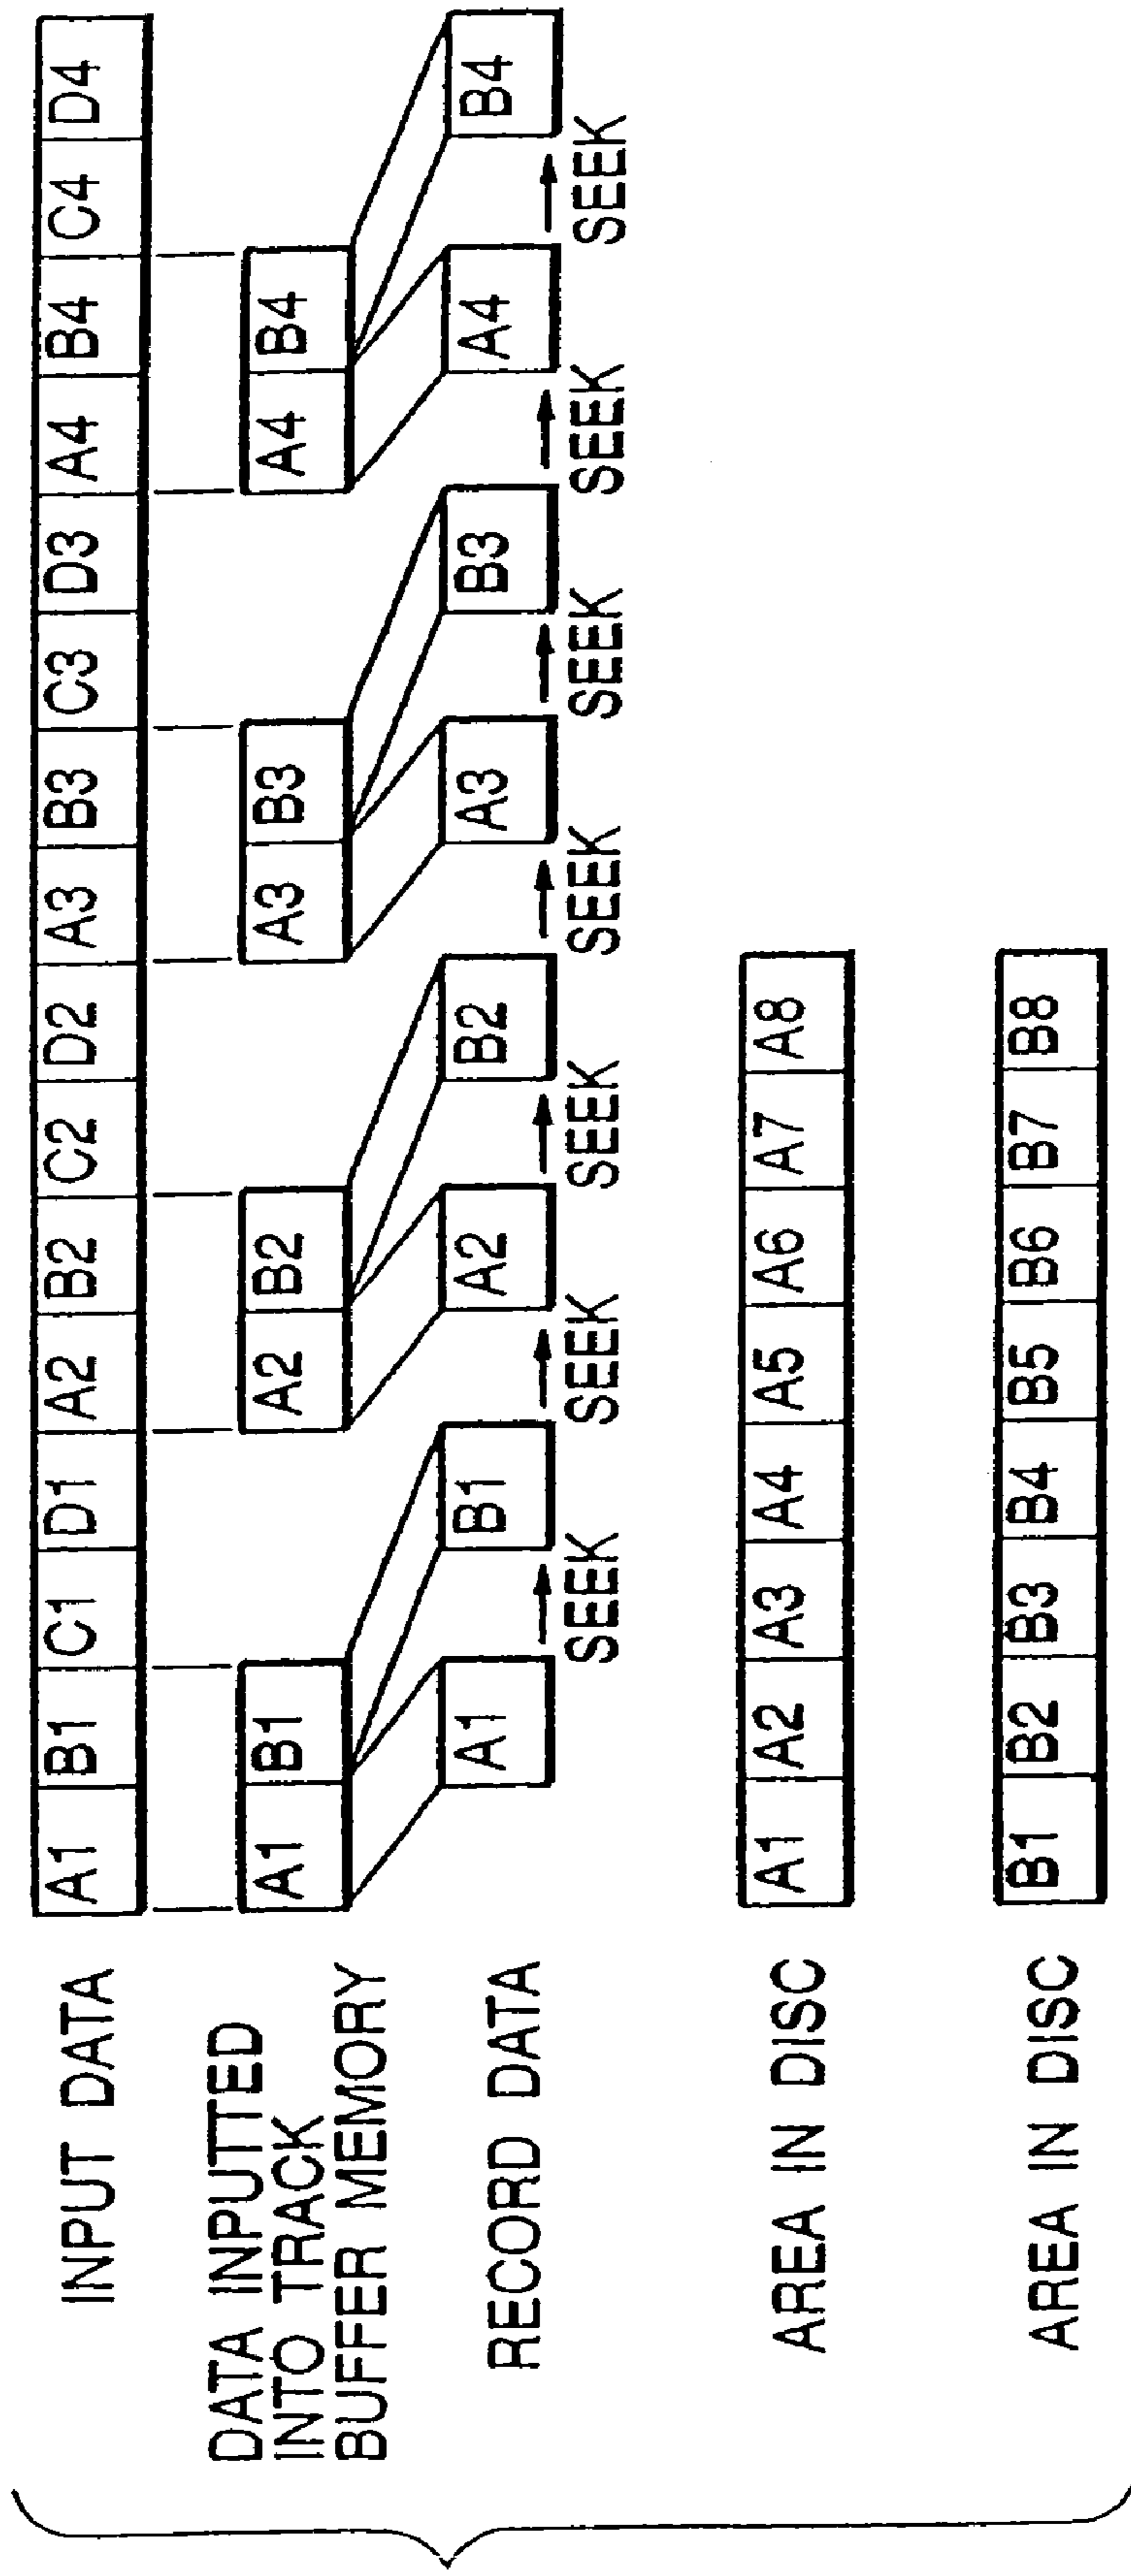 INPUT DATA
A1 B1 C1 D1 A2 B2 C2 D2 A3 B3 C3 D3 A4 B4 C4 D4
DATA INPUTTED
INTO TRACK
BUFFER MEMORY
A1 B1 A2 B2 A3 B3 A4 B4
RECORD DATA
A1 B1 A2 B2 A3 B3 A4 B4
SEEK SEEK SEEK SEEK SEEK SEEK SEEK
AREA IN DISC
A1 A2 A3 A4 A5 A6 A7 A8
AREA IN DISC
B1 B2 B3 B4 B5 B6 B7 B8